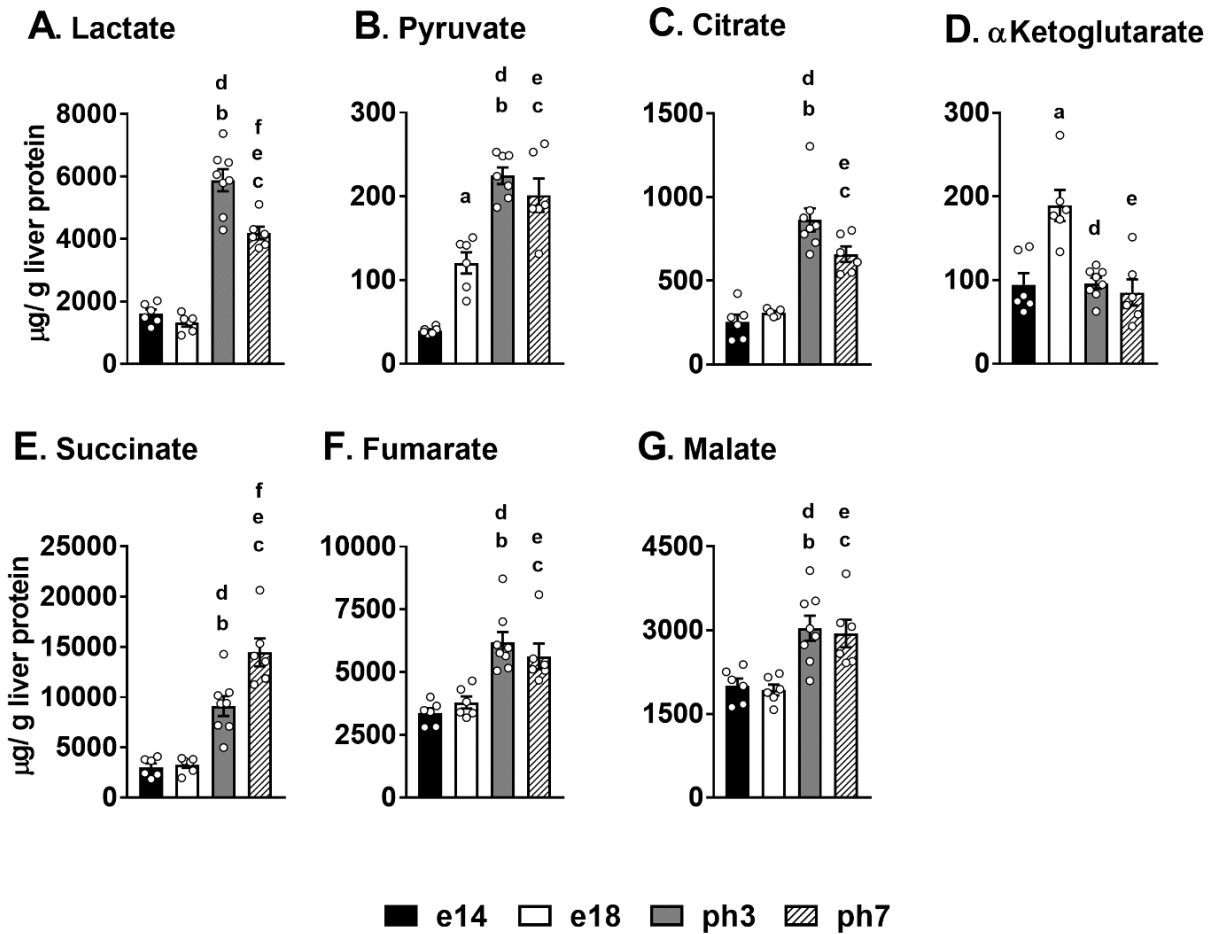 A. Lactate
B. Pyruvate
C. Citrate
D. αKetoglutarate
µg/ g liver protein
8000
6000
4000
2000
0
d
b
f
e
c
300
200
100
0
a
d
b
e
c
1500
1000
500
0
d
b
e
c
300
200
100
0
a
d
e
E. Succinate
F. Fumarate
G. Malate
µg/ g liver protein
25000
20000
15000
10000
5000
0
d
b
f
e
c
10000
7500
5000
2500
0
d
b
e
c
4500
3000
1500
0
d
b
e
c
e14 e18 ph3 ph7